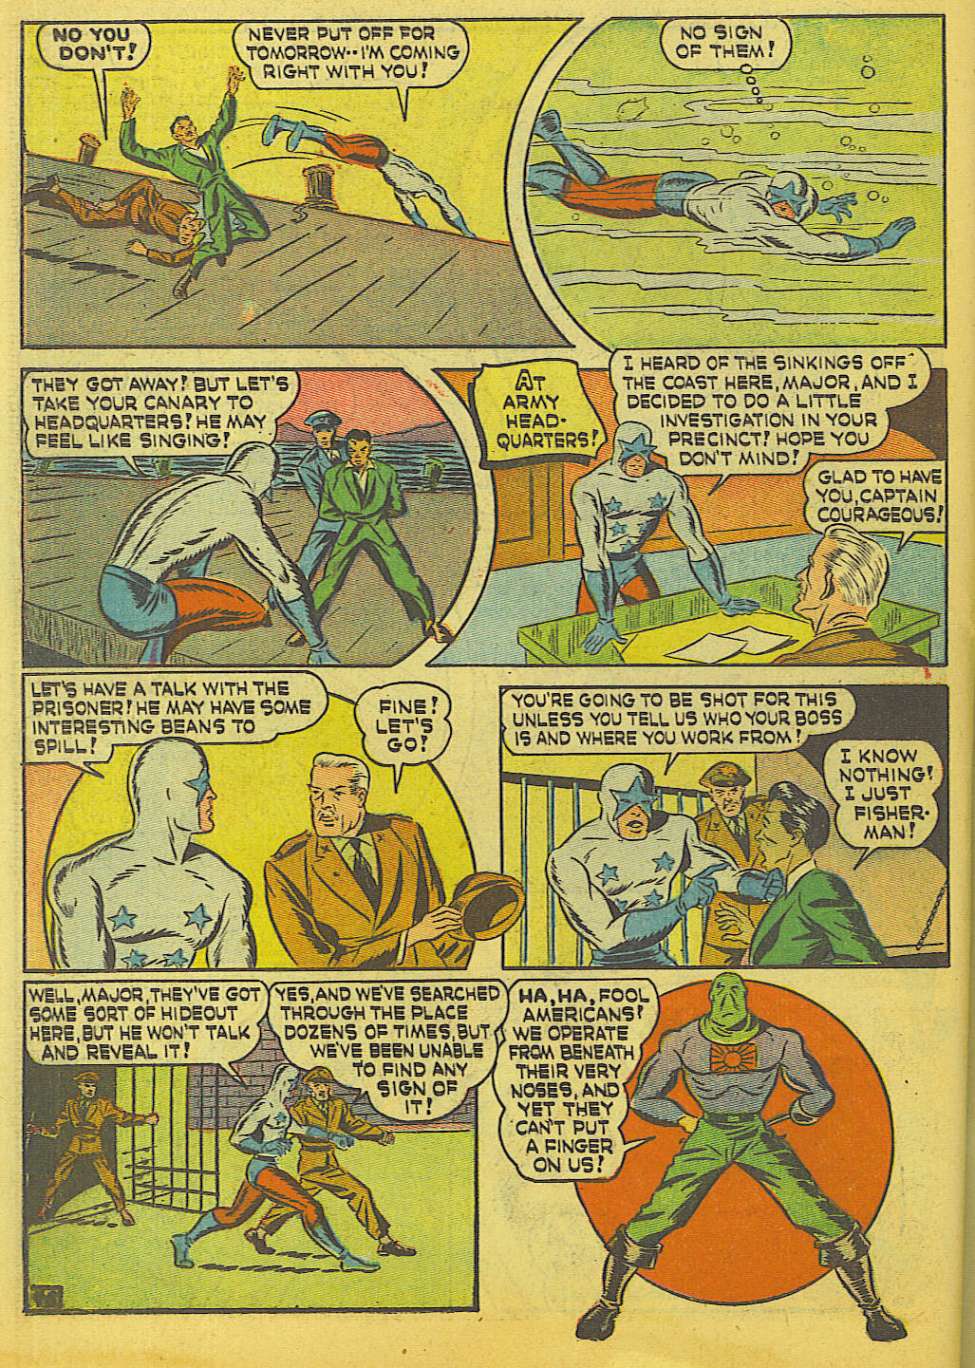 NO YOU
DON'T!
NEVER PUT OFF FOR
TOMORROW--I'M COMING
RIGHT WITH YOU!
NO SIGN
OF THEM!
THEY GOT AWAY! BUT LET'S
TAKE YOUR CANARY TO
HEADQUARTERS! HE MAY
FEEL LIKE SINGING!
AT
ARMY
HEAD-
QUARTERS!
I HEARD OF THE SINKINGS OFF
THE COAST HERE, MAJOR, AND I
DECIDED TO DO A LITTLE
INVESTIGATION IN YOUR
PRECINCT! HOPE YOU
DON'T MIND!
GLAD TO HAVE
YOU, CAPTAIN
COURAGEOUS!
LET'S HAVE A TALK WITH THE
PRISONER! HE MAY HAVE SOME
INTERESTING BEANS TO
SPILL!
FINE!
LET'S
GO!
YOU'RE GOING TO BE SHOT FOR THIS
UNLESS YOU TELL US WHO YOUR BOSS
IS AND WHERE YOU WORK FROM!
I KNOW
NOTHING!
I JUST
FISHER-
MAN!
WELL, MAJOR, THEY'VE GOT
SOME SORT OF HIDEOUT
HERE, BUT HE WON'T TALK
AND REVEAL IT!
YES, AND WE'VE SEARCHED
THROUGH THE PLACE
DOZENS OF TIMES, BUT
WE'VE BEEN UNABLE
TO FIND ANY
SIGN OF
IT!
HA, HA, FOOL
AMERICANS!
WE OPERATE
FROM BENEATH
THEIR VERY
NOSES, AND
YET THEY
CAN'T PUT
A FINGER
ON US!